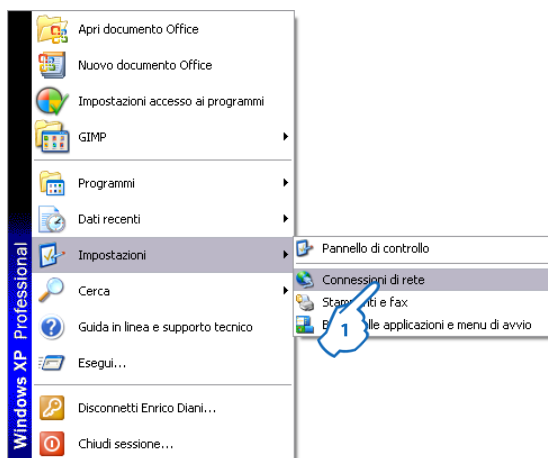 Apri documento Office
Nuovo documento Office
Impostazioni accesso ai programmi
GIMP
Programmi
Dati recenti
Impostazioni
Cerca
Guida in linea e supporto tecnico
Esegui...
Disconnetti Enrico Diani...
Chiudi sessione...
Windows XP Professional
Pannello di controllo
Connessioni di rete
e fax
applicazioni e menu di avvio
1